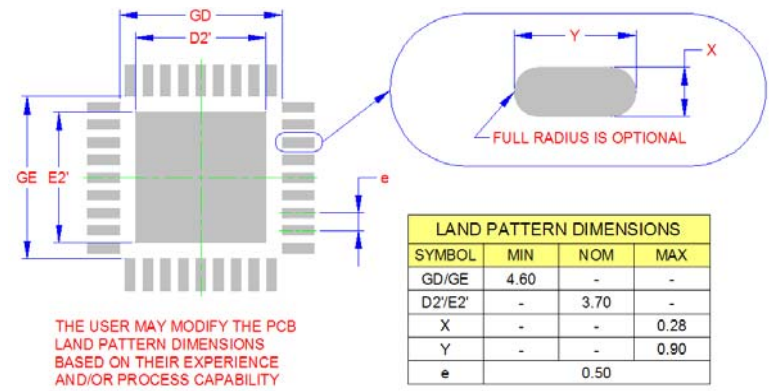 GD
D2'
GE
E2'
e
Y
X
FULL RADIUS IS OPTIONAL
THE USER MAY MODIFY THE PCB
LAND PATTERN DIMENSIONS
BASED ON THEIR EXPERIENCE
AND/OR PROCESS CAPABILITY
LAND PATTERN DIMENSIONS
SYMBOL MIN NOM MAX
GD/GE 4.60 - -
D2'/E2' - 3.70 -
X - - 0.28
Y - - 0.90
e 0.50